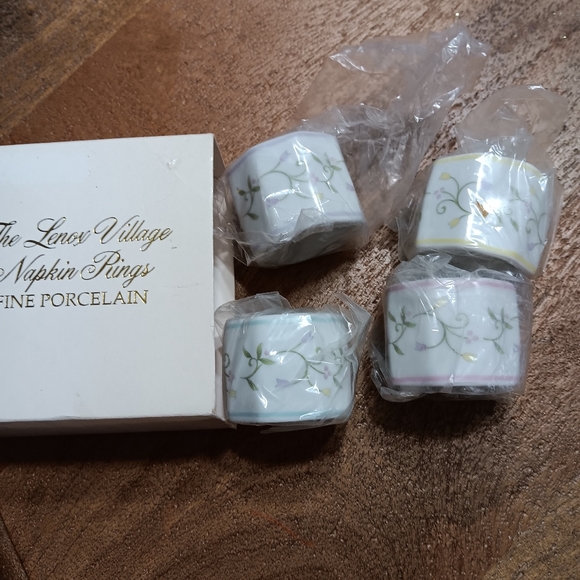 The Lenox Village
Napkin Rings
FINE PORCELAIN